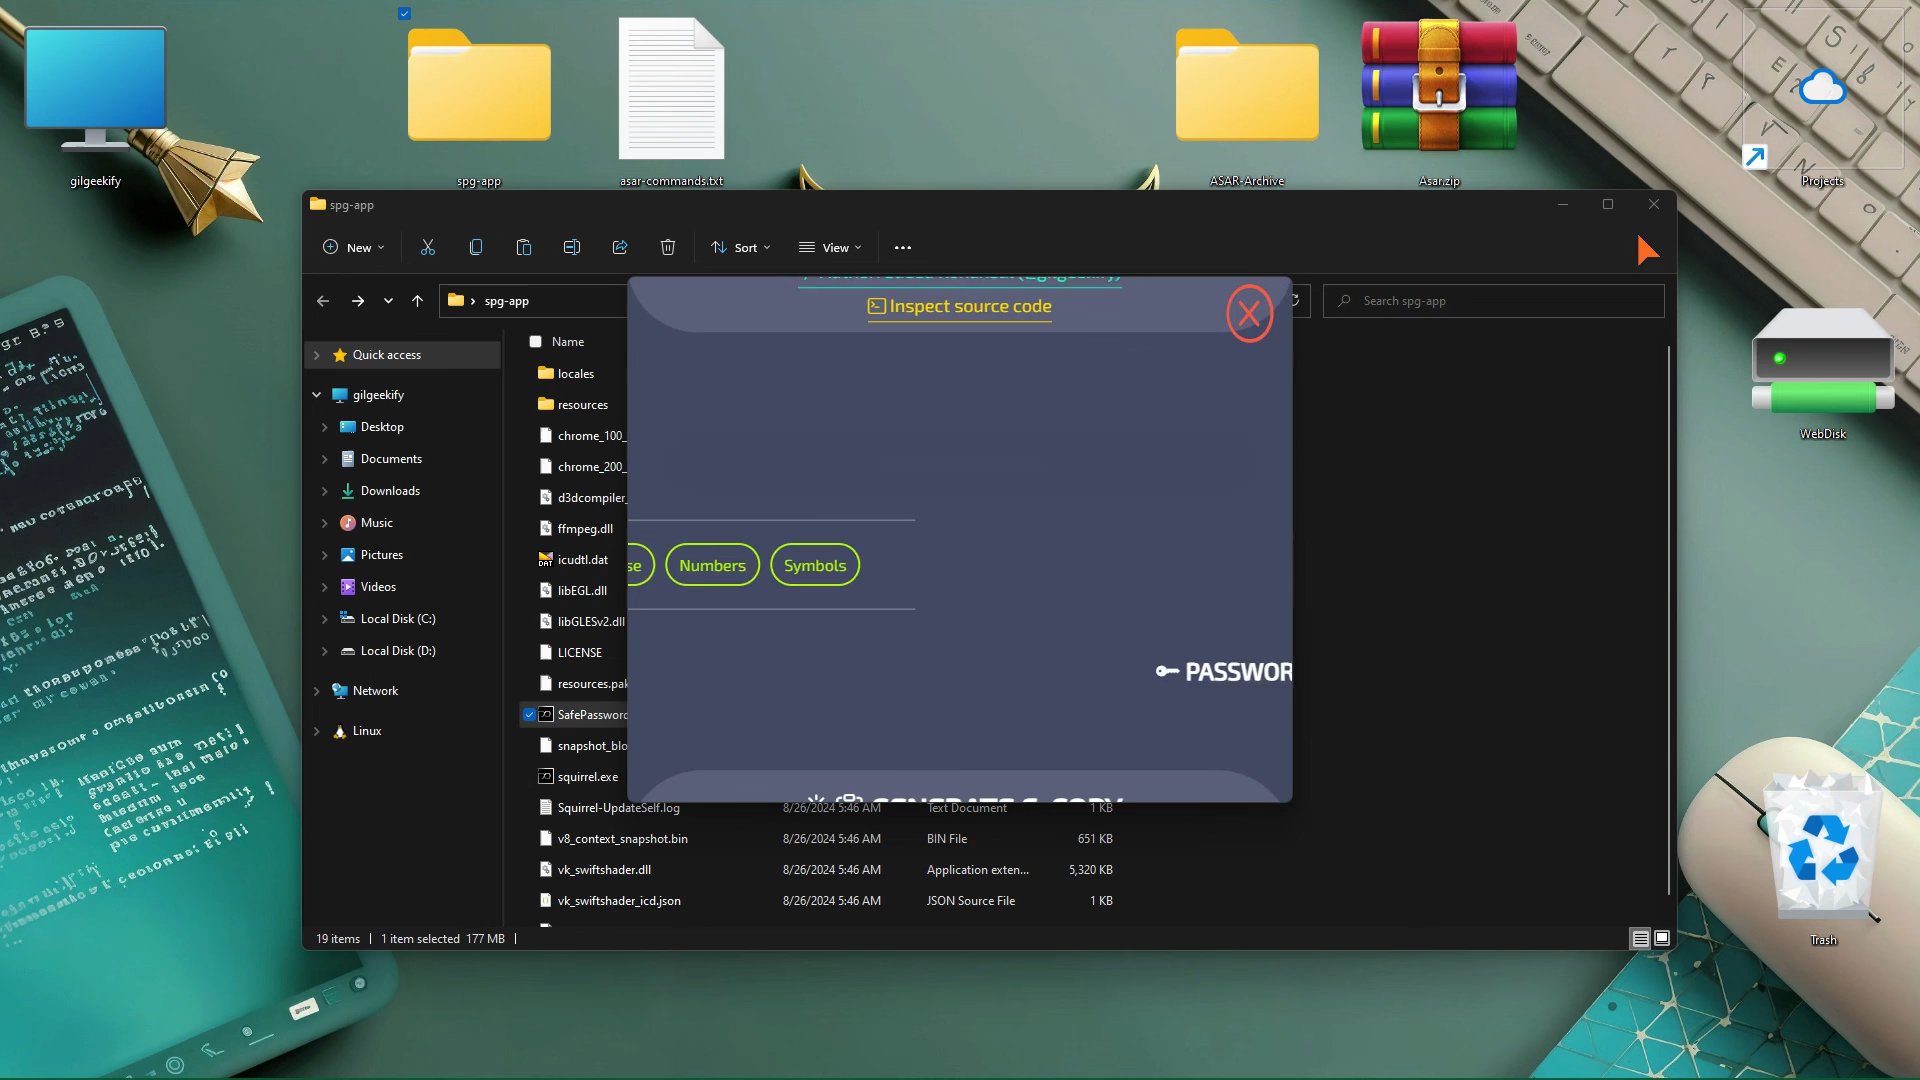 gilgeekify
spg-app
asar-commands.txt
ASAR-Archive
Asar.zip
Projects
spg-app
New
Sort
View
spg-app
Search spg-app
Inspect source code
Name
Quick access
gilgeekify
Desktop
Documents
Downloads
Music
Pictures
Videos
Local Disk (C:)
Local Disk (D:)
Network
Linux
locales
resources
chrome_100_
chrome_200_
d3dcompiler_
ffmpeg.dll
icudtl.dat
libEGL.dll
libGLESv2.dll
LICENSE
resources.pak
SafePassword
snapshot_blo
squirrel.exe
Squirrel-UpdateSelf.log 8/26/2024 5:46 AM Text Document 1 KB
v8_context_snapshot.bin 8/26/2024 5:46 AM BIN File 651 KB
vk_swiftshader.dll 8/26/2024 5:46 AM Application exten... 5,320 KB
vk_swiftshader_icd.json 8/26/2024 5:46 AM JSON Source File 1 KB
se
Numbers
Symbols
PASSWOR
GENERATE & COPY
19 items
1 item selected 177 MB
WebDisk
Trash